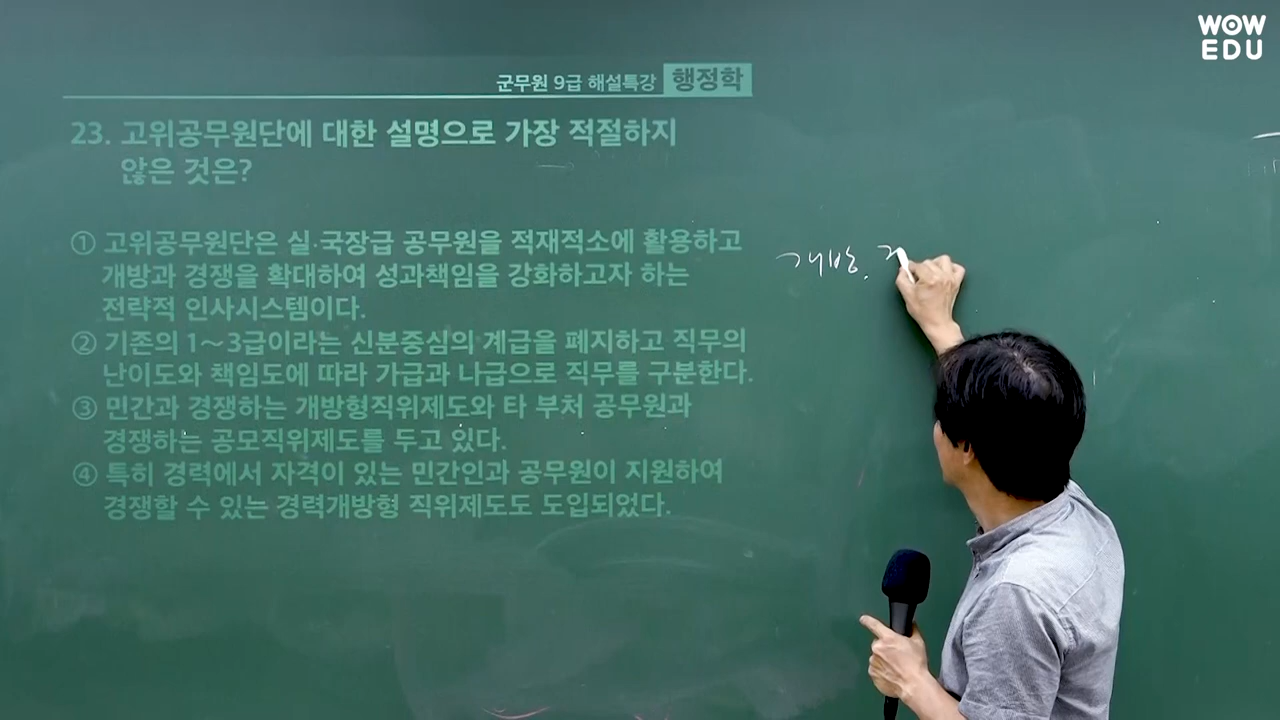 WOW
EDU
군무원 9급 해설특강 행정학
23. 고위공무원단에 대한 설명으로 가장 적절하지
않은 것은?
① 고위공무원단은 실·국장급 공무원을 적재적소에 활용하고
개방과 경쟁을 확대하여 성과책임을 강화하고자 하는
전략적 인사시스템이다.
② 기존의 1～3급이라는 신분중심의 계급을 폐지하고 직무의
난이도와 책임도에 따라 가급과 나급으로 직무를 구분한다.
③ 민간과 경쟁하는 개방형직위제도와 타 부처 공무원과
경쟁하는 공모직위제도를 두고 있다.
④ 특히 경력에서 자격이 있는 민간인과 공무원이 지원하여
경쟁할 수 있는 경력개방형 직위제도도 도입되었다.
개방.